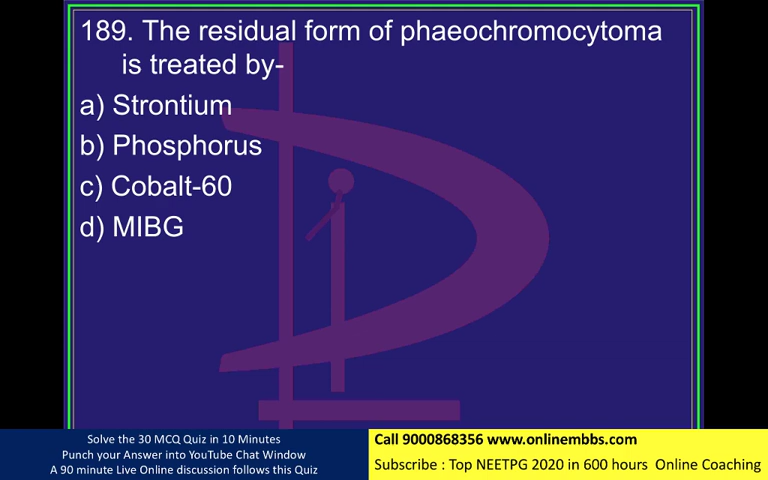 189. The residual form of phaeochromocytoma
is treated by-
a) Strontium
b) Phosphorus
c) Cobalt-60
d) MIBG
Solve the 30 MCQ Quiz in 10 Minutes
Punch your Answer into YouTube Chat Window
A 90 minute Live Online discussion follows this Quiz
Call 9000868356 www.onlinembbs.com
Subscribe : Top NEETPG 2020 in 600 hours Online Coaching